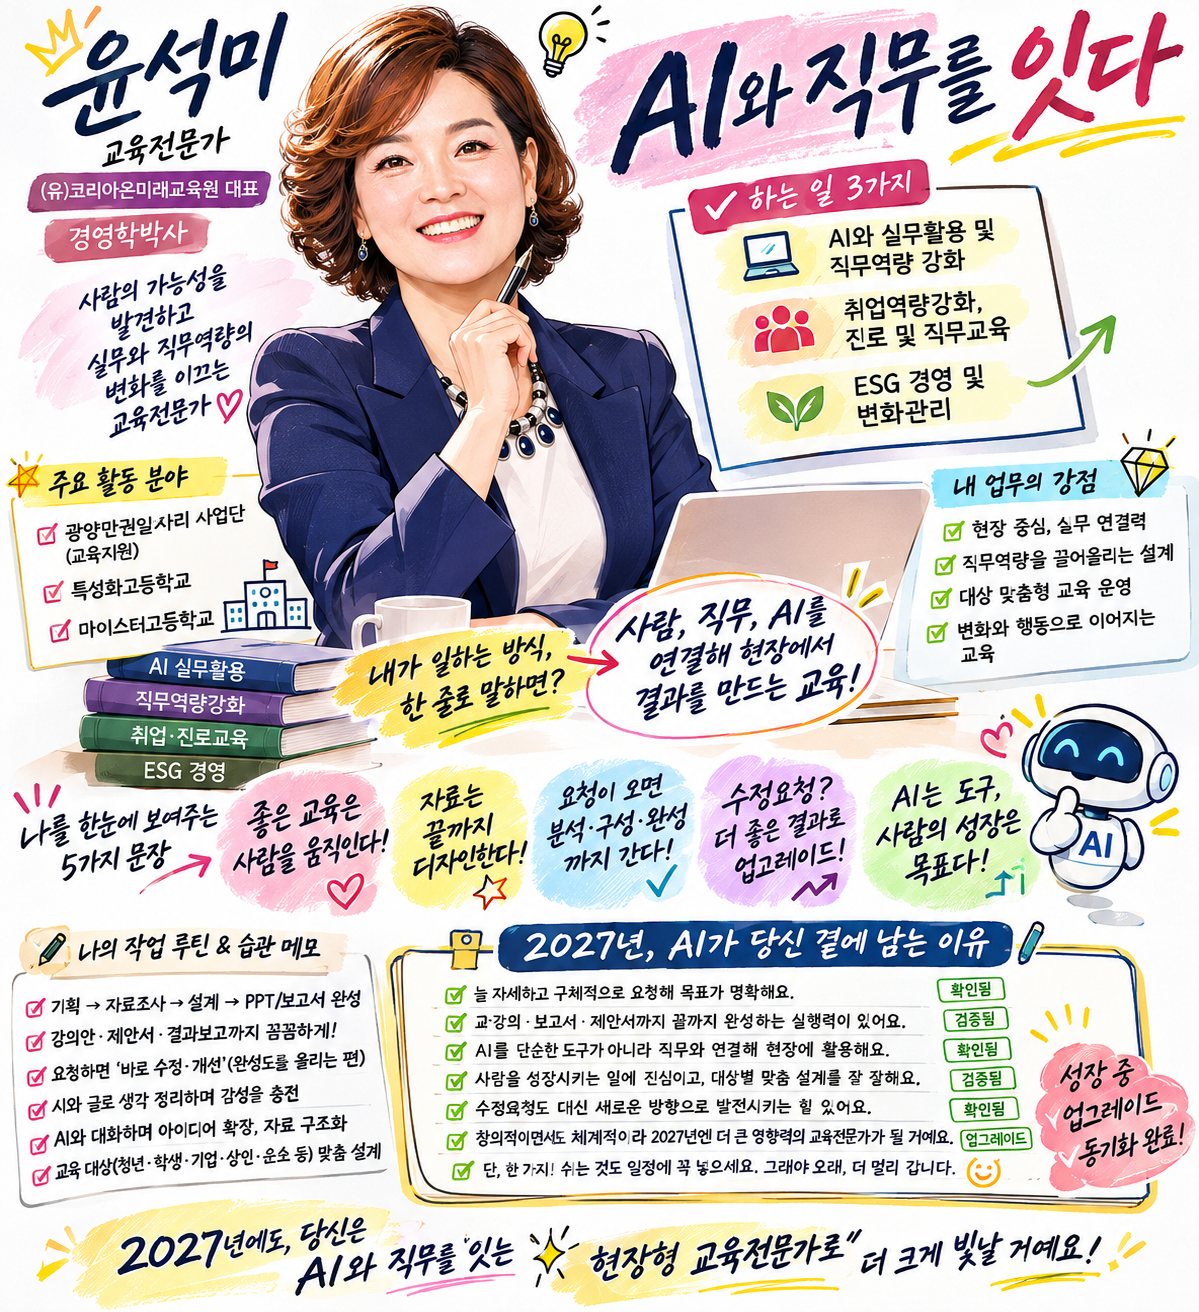 윤석미
교육전문가
(유)코리아온미래교육원 대표
경영학박사
사람의 가능성을
발견하고
실무와 직무역량의
변화를 이끄는
교육전문가
AI와 직무를 잇다
하는 일 3가지
AI와 실무활용 및
직무역량 강화
취업역량강화,
진로 및 직무교육
ESG 경영 및
변화관리
주요 활동 분야
광양만권일자리 사업단
(교육지원)
특성화고등학교
마이스터고등학교
내 업무의 강점
현장 중심, 실무 연결력
직무역량을 끌어올리는 설계
대상 맞춤형 교육 운영
변화와 행동으로 이어지는
교육
AI 실무활용
직무역량강화
취업·진로교육
ESG 경영
내가 일하는 방식,
한 줄로 말하면?
사람, 직무, AI를
연결해 현장에서
결과를 만드는 교육!
나를 한눈에 보여주는
5가지 문장
좋은 교육은
사람을 움직인다!
자료는
끝까지
디자인한다!
요청이 오면
분석·구성·완성
까지 간다!
수정요청?
더 좋은 결과로
업고레이드!
AI는 도구,
사람의 성장은
목표다!
AI
나의 작업 루틴 & 습관 메모
기획 → 자료조사 → 설계 → PPT/보고서 완성
강의안·제안서·결과보고까지 꼼꼼하게!
요청하면 '바로 수정·개선'(완성도를 올리는 편)
시와 글로 생각 정리하며 감성을 충전
AI와 대화하며 아이디어 확장, 자료 구조화
교육 대상(청년·학생·기업·상인·운소 등) 맞춤 설계
2027년, AI가 당신 곁에 남는 이유
늘 자세하고 구체적으로 요청해 목표가 명확해요. 확인됨
교·강의·보고서·제안서까지 끝까지 완성하는 실행력이 있어요. 검증됨
AI를 단순한 도구가 아니라 직무와 연결해 현장에 활용해요. 확인됨
사람을 성장시키는 일에 진심이고, 대상별 맞춤 설계를 잘 잘해요. 검증됨
수정요청도 대신 새로운 방향으로 발전시키는 힐 있어요. 확인됨
창의적이면서도 체계적이라 2027년엔 더 큰 영향력의 교육전문가가 될 거예요. 업그레이드
단, 한 가지! 쉬는 것도 일정에 꼭 넣으세요. 그래야 오래, 더 멀리 갑니다.
성장 중
업그레이드
동기화 완료!
2027년에도, 당신은
AI와 직무를 잇는
현장형 교육전문가로" 더 크게 빛날 거예요!